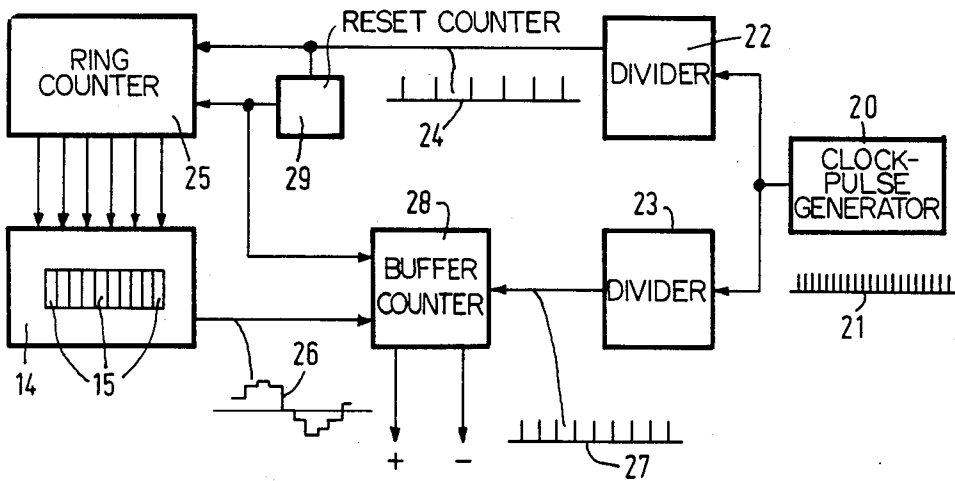 RESET COUNTER
22
RING
COUNTER
DIVIDER
24
20
25
29
CLOCK-
PULSE
GENERATOR
28
23
BUFFER
COUNTER
DIVIDER
21
14
15
26
27
+
−